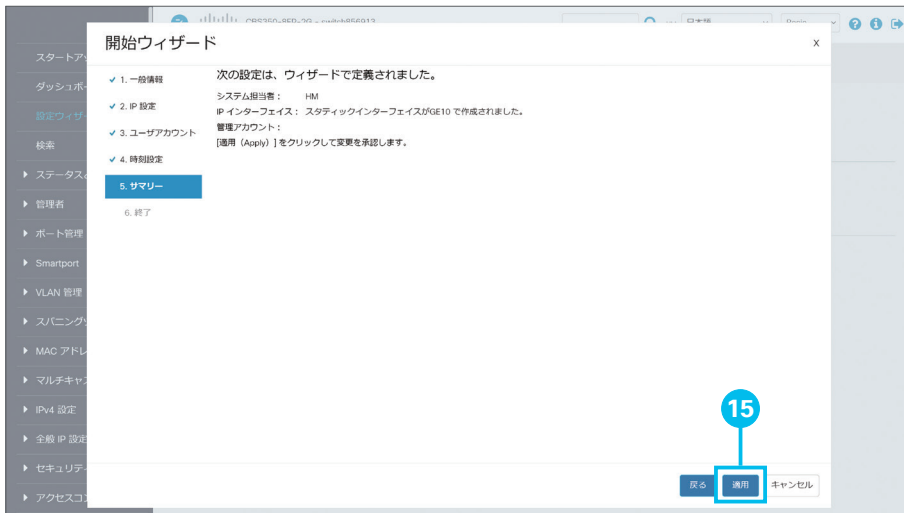 CBS350-8FP-2G - switch856913
日本語
開始ウィザード
X
スタートア
ダッシュボー
設定ウィザー
検索
ステータス
管理者
ポート管理
Smartport
VLAN 管理
スパニング
MAC アドレ
マルチキャス
IPv4 設定
全般 IP 設定
セキュリティ
アクセスコ
✓ 1. 一般情報
✓ 2. IP 設定
✓ 3. ユーザアカウント
✓ 4. 時刻設定
5. サマリー
6. 終了
次の設定は、ウィザードで定義されました。
システム担当者： HM
IP インターフェイス： スタティックインターフェイスがGE10 で作成されました。
管理アカウント：
[適用（Apply）] をクリックして変更を承認します。
15
戻る
適用
キャンセル